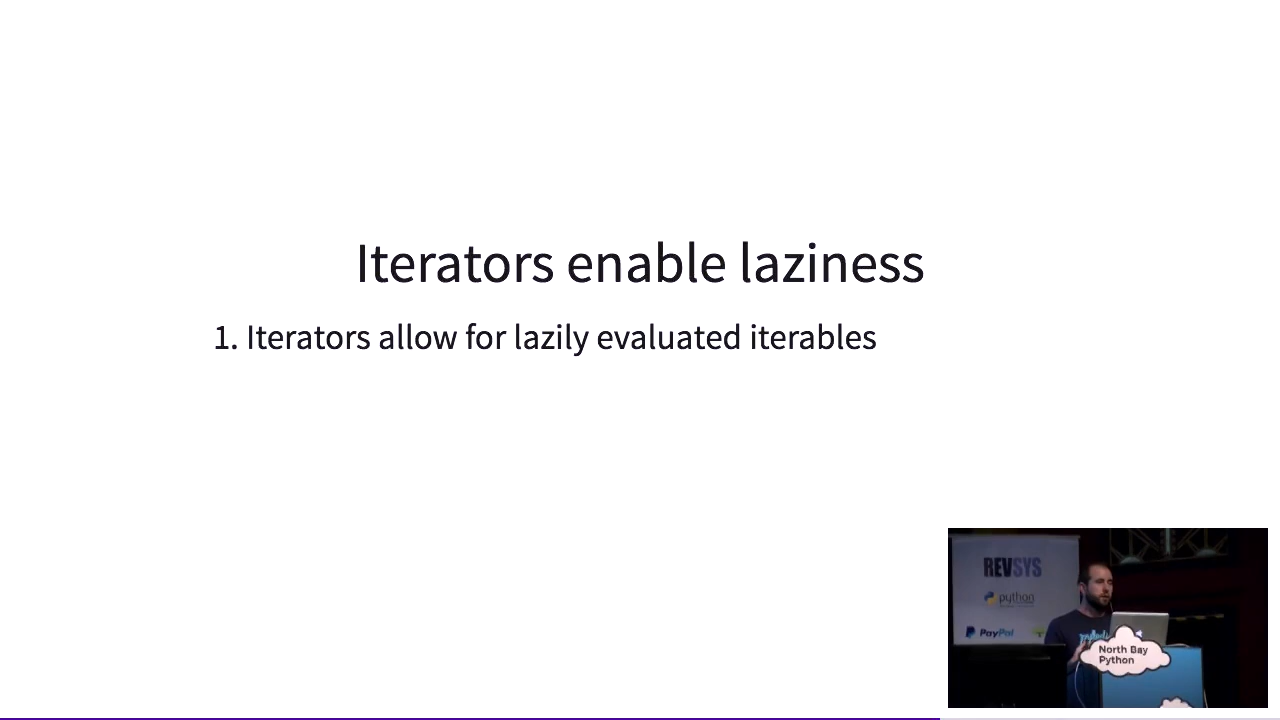 Iterators enable laziness
1. Iterators allow for lazily evaluated iterables
REVSYS
python
PayPal
North Bay
Python